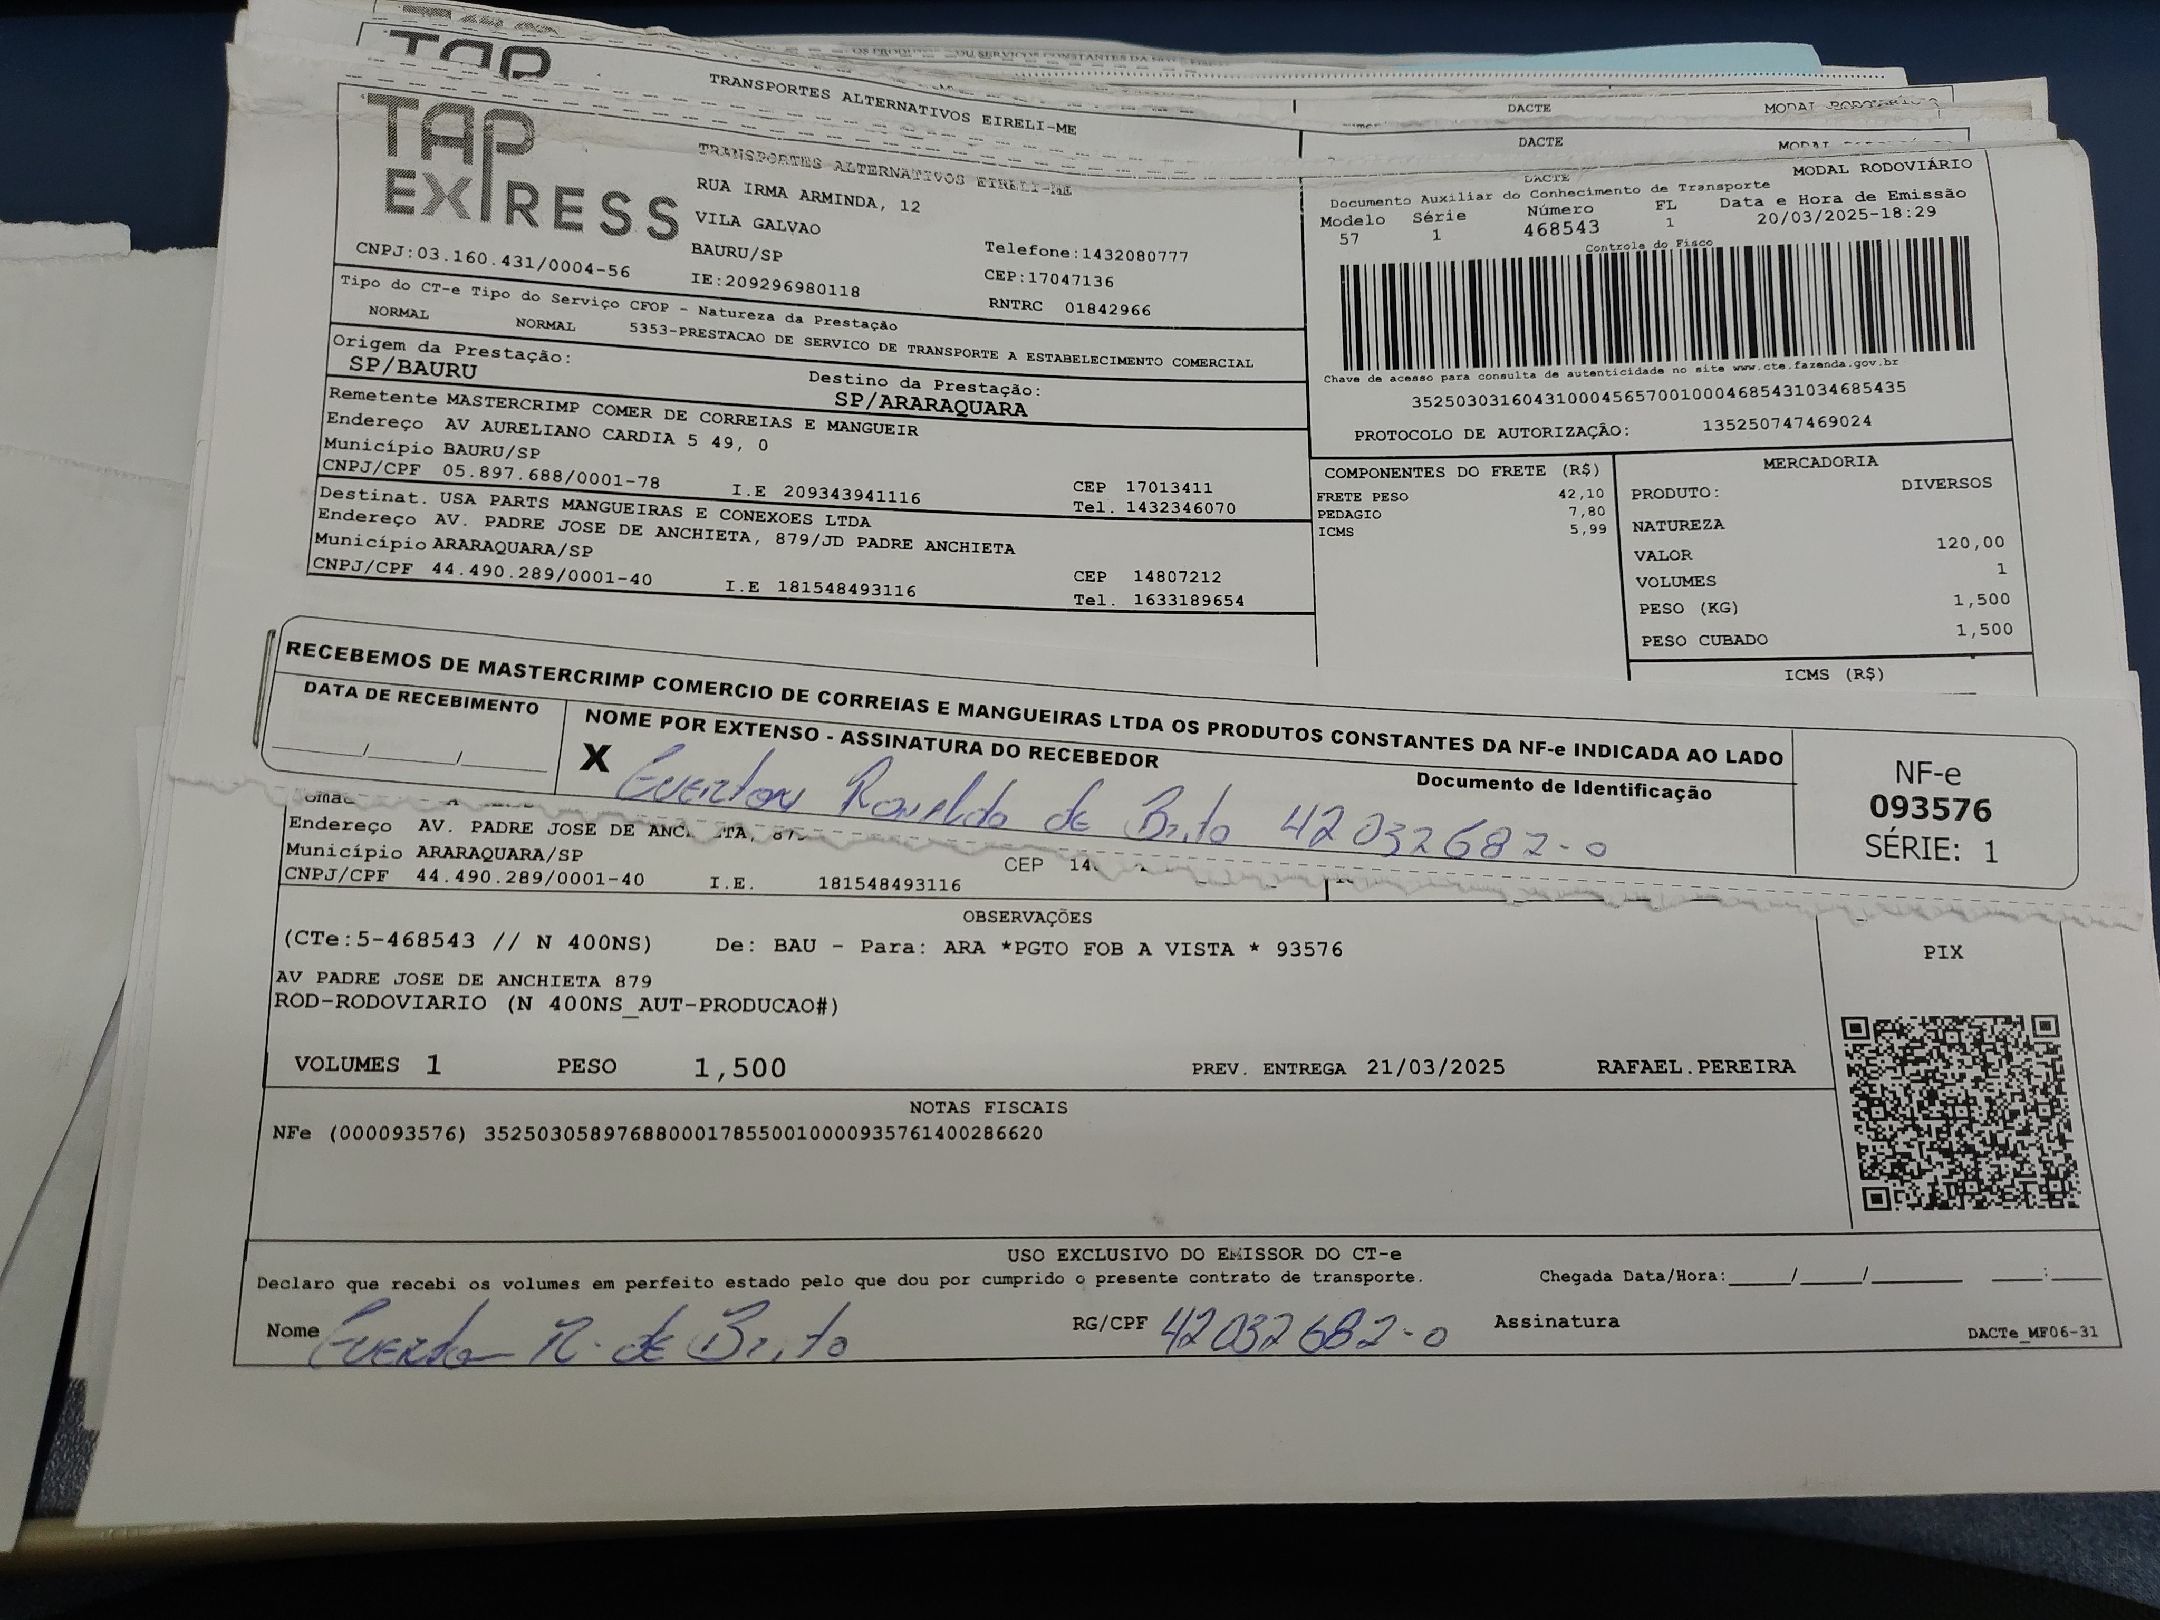 TAP
TRANSPORTES ALTERNATIVOS EIRELI-ME
DACTE
DACTE
TAP EXPRESS
TRANSPORTES ALTERNATIVOS EIRELI-ME
RUA IRMA ARMINDA, 12
VILA GALVAO
BAURU/SP
Telefone:1432080777
CNPJ:03.160.431/0004-56
IE:209296980118
CEP:17047136
RNTRC 01842966
DACTE
MODAL RODOVIÁRIO
Documento Auxiliar do Conhecimento de Transporte
Modelo Série Número FL Data e Hora de Emissão
57 1 468543 1 20/03/2025-18:29
Controle do Fisco
Chave de acesso para consulta de autenticidade no site www.cte.fazenda.gov.br
35250303160431000456570010004685431034685435
PROTOCOLO DE AUTORIZAÇÃO: 135250747469024
Tipo do CT-e Tipo do Serviço CFOP - Natureza da Prestação
NORMAL NORMAL 5353-PRESTACAO DE SERVICO DE TRANSPORTE A ESTABELECIMENTO COMERCIAL
Origem da Prestação:
SP/BAURU
Destino da Prestação:
SP/ARARAQUARA
Remetente MASTERCRIMP COMER DE CORREIAS E MANGUEIR
Endereço AV AURELIANO CARDIA 5 49, 0
Município BAURU/SP
CEP 17013411
CNPJ/CPF 05.897.688/0001-78 I.E 209343941116 Tel. 1432346070
Destinat. USA PARTS MANGUEIRAS E CONEXOES LTDA
Endereço AV. PADRE JOSE DE ANCHIETA, 879/JD PADRE ANCHIETA
Município ARARAQUARA/SP
CEP 14807212
CNPJ/CPF 44.490.289/0001-40 I.E 181548493116 Tel. 1633189654
COMPONENTES DO FRETE (R$)
FRETE PESO 42,10
PEDAGIO 7,80
ICMS 5,99
MERCADORIA
PRODUTO: DIVERSOS
NATUREZA
VALOR 120,00
VOLUMES 1
PESO (KG) 1,500
PESO CUBADO 1,500
ICMS (R$)
RECEBEMOS DE MASTERCRIMP COMERCIO DE CORREIAS E MANGUEIRAS LTDA OS PRODUTOS CONSTANTES DA NF-e INDICADA AO LADO
DATA DE RECEBIMENTO
NOME POR EXTENSO - ASSINATURA DO RECEBEDOR
Documento de Identificação
X Everton Ronaldo de Brito 42032682-0
NF-e
093576
SÉRIE: 1
Endereço AV. PADRE JOSE DE
Município ARARAQUARA/SP
CEP
CNPJ/CPF 44.490.289/0001-40 I.E. 181548493116
OBSERVAÇÕES
(CTe:5-468543 // N 400NS) De: BAU - Para: ARA *PGTO FOB A VISTA * 93576
AV PADRE JOSE DE ANCHIETA 879
ROD-RODOVIARIO (N 400NS_AUT-PRODUCAO#)
PIX
VOLUMES 1 PESO 1,500 PREV. ENTREGA 21/03/2025 RAFAEL.PEREIRA
NOTAS FISCAIS
NFe (000093576) 35250305897688000178550010000935761400286620
USO EXCLUSIVO DO EMISSOR DO CT-e
Declaro que recebi os volumes em perfeito estado pelo que dou por cumprido o presente contrato de transporte. Chegada Data/Hora:____/____/______ ____:____
Nome Everton R. de Brito RG/CPF 42032682-0 Assinatura
DACTe_MF06-31